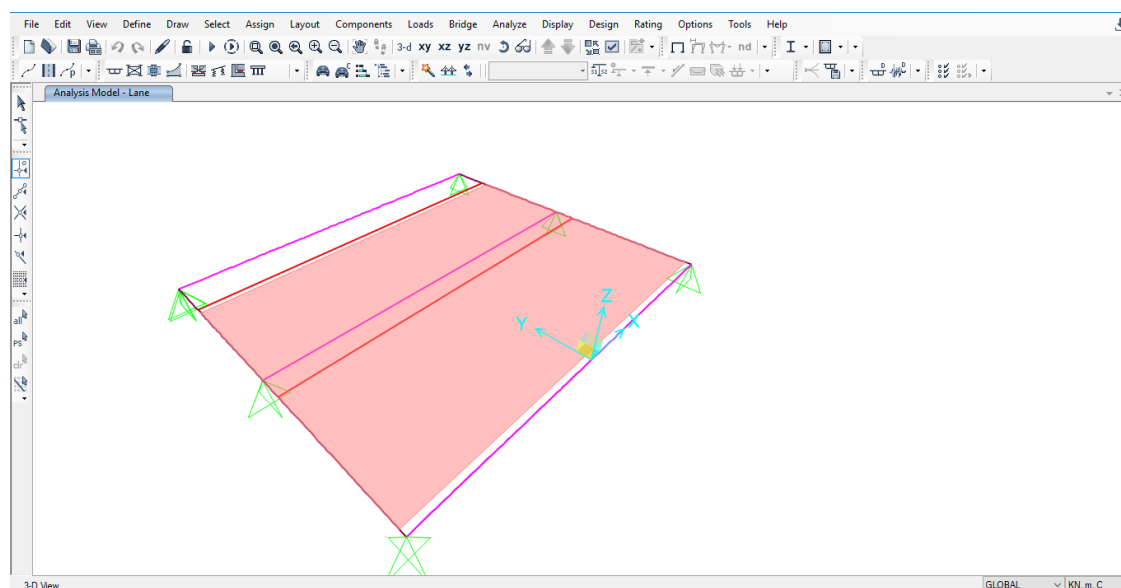 File Edit View Define Draw Select Assign Layout Components Loads Bridge Analyze Display Design Rating Options Tools Help
3-d xy xz yz nv nd
Analysis Model - Lane
all
PS
clr
Z
Y X
3-D View GLOBAL KN, m, C